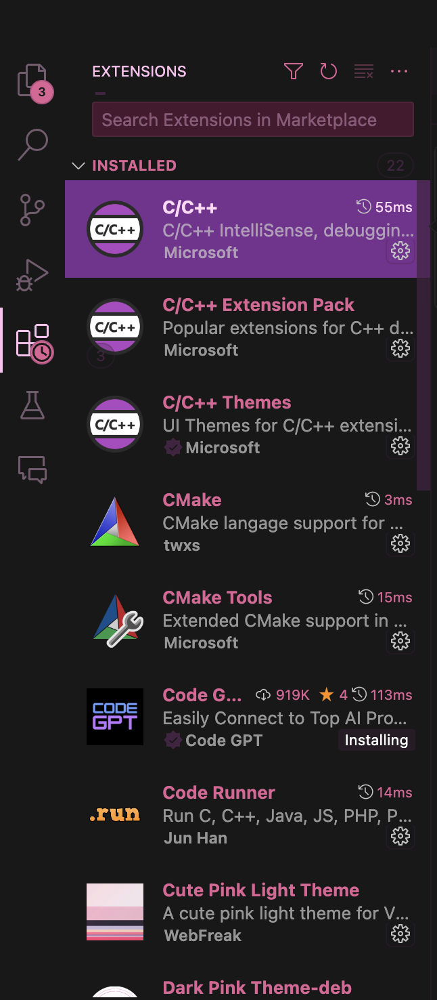 3
EXTENSIONS
Search Extensions in Marketplace
INSTALLED 22
C/C++
C/C++ 55ms
C/C++ IntelliSense, debuggin...
Microsoft
C/C++
C/C++ Extension Pack
Popular extensions for C++ d...
3 Microsoft
C/C++
C/C++ Themes
UI Themes for C/C++ extensi...
Microsoft
CMake 3ms
CMake langage support for ...
twxs
CMake Tools 15ms
Extended CMake support in ...
Microsoft
CODE
GPT
Code G... 919K 4 113ms
Easily Connect to Top AI Pro...
Code GPT Installing
.run
Code Runner 14ms
Run C, C++, Java, JS, PHP, P...
Jun Han
Cute Pink Light Theme
A cute pink light theme for V...
WebFreak
Dark Pink Theme-deb